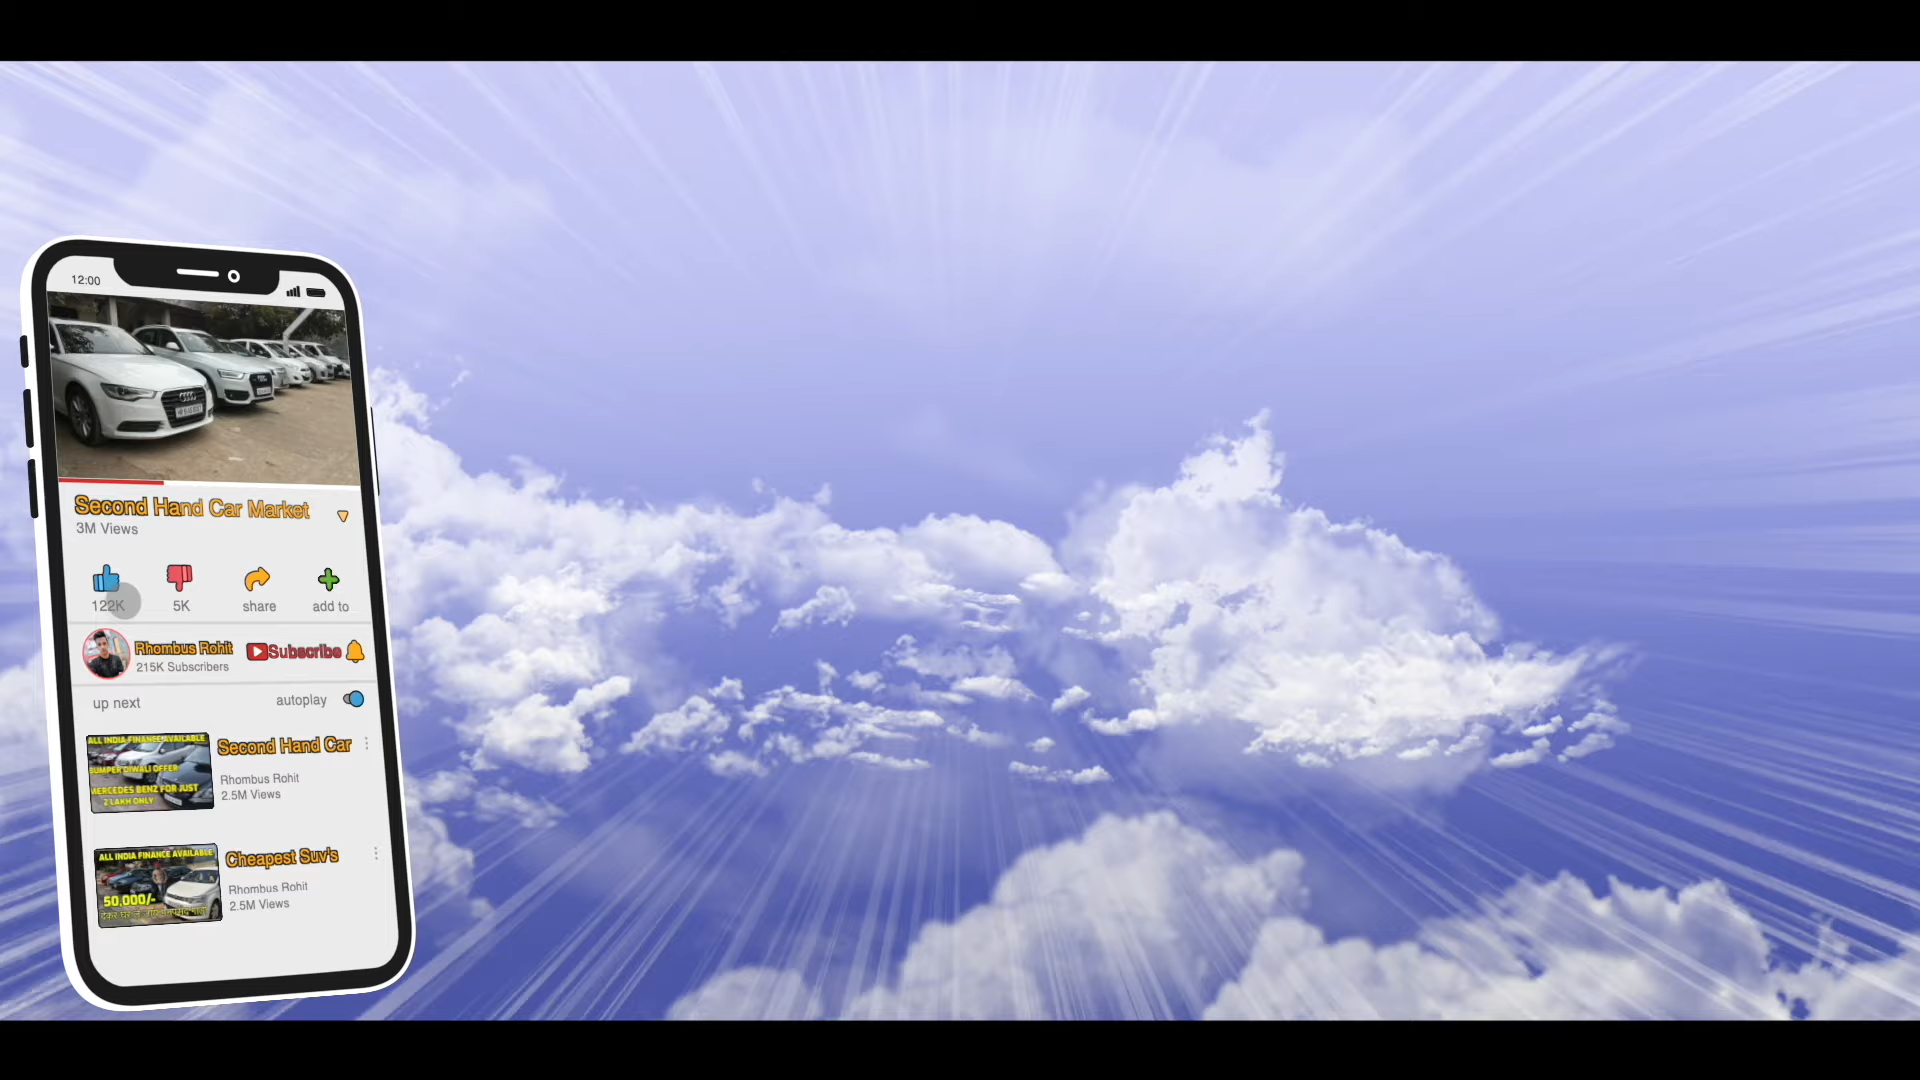 12:00
Second Hand Car Market
3M Views
122K
5K
share
add to
Rhombus Rohit
215K Subscribers
Subscribe
up next
autoplay
ALL INDIA FINANCE AVAILABLE
BUMPER DIWALI OFFER
MERCEDES BENZ FOR JUST
2 LAKH ONLY
Second Hand Car
Rhombus Rohit
2.5M Views
ALL INDIA FINANCE AVAILABLE
50.000/-
Cheapest Suv's
Rhombus Rohit
2.5M Views